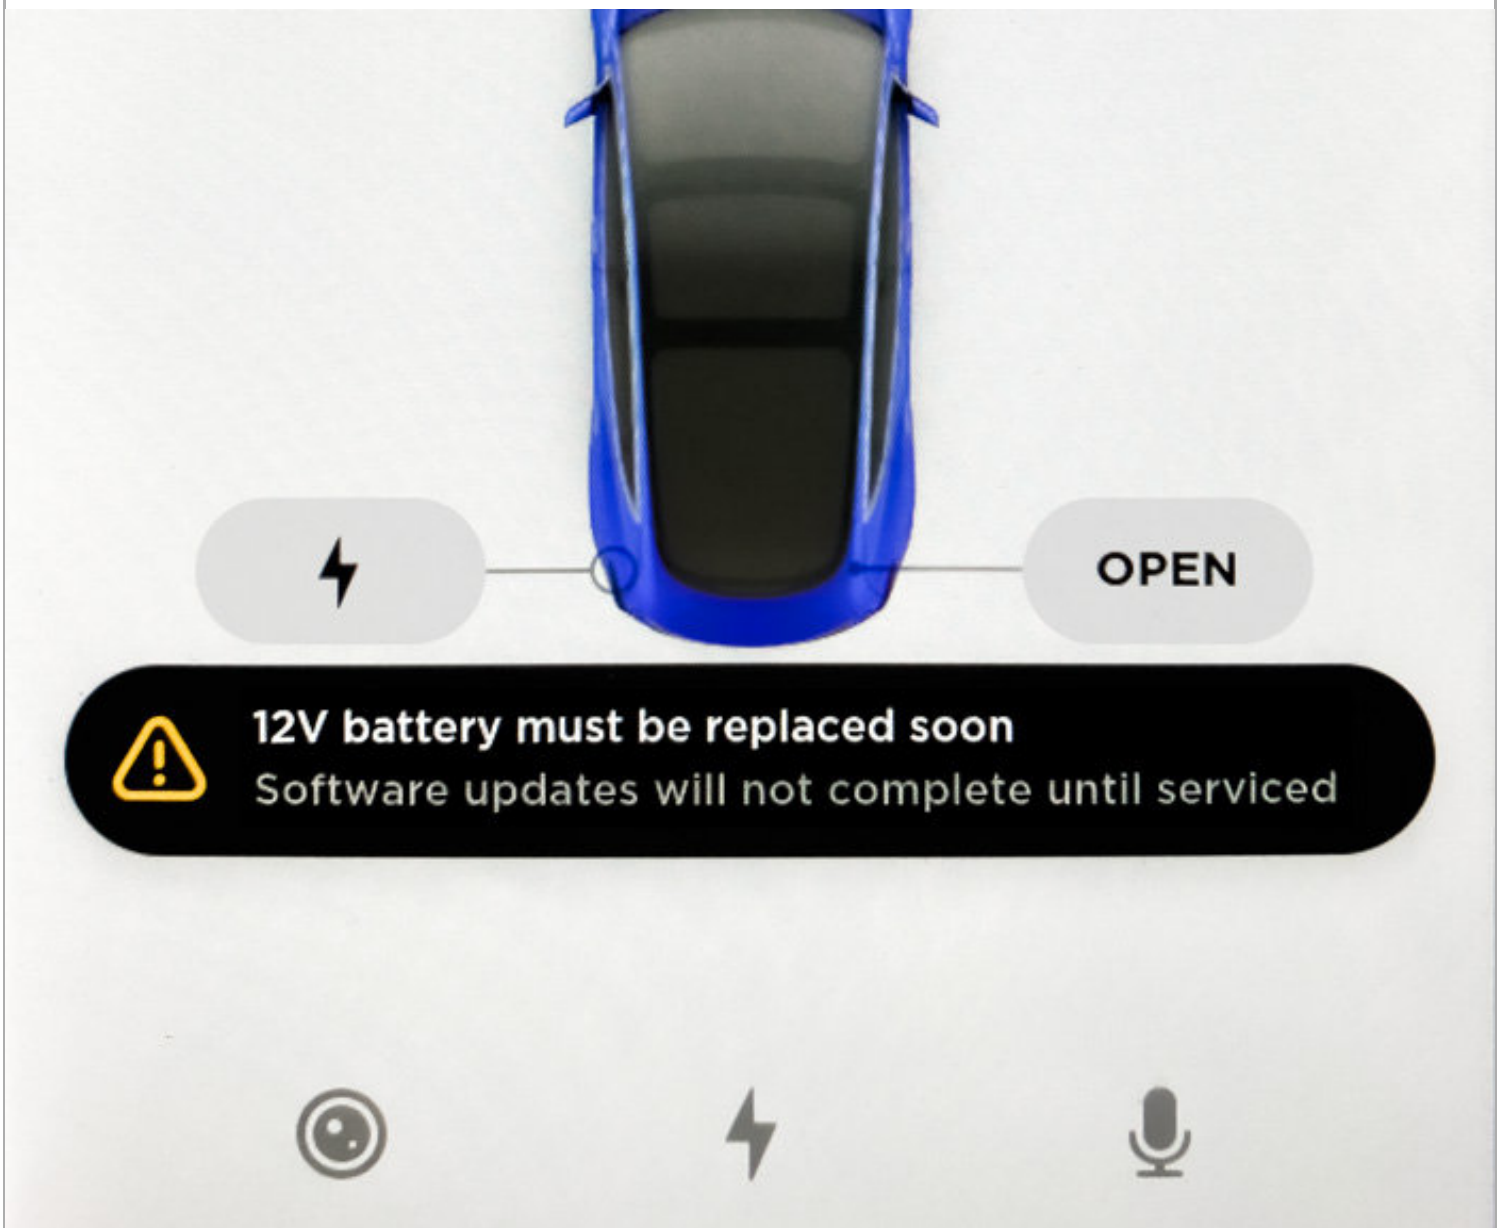 OPEN
12V battery must be replaced soon
Software updates will not complete until serviced